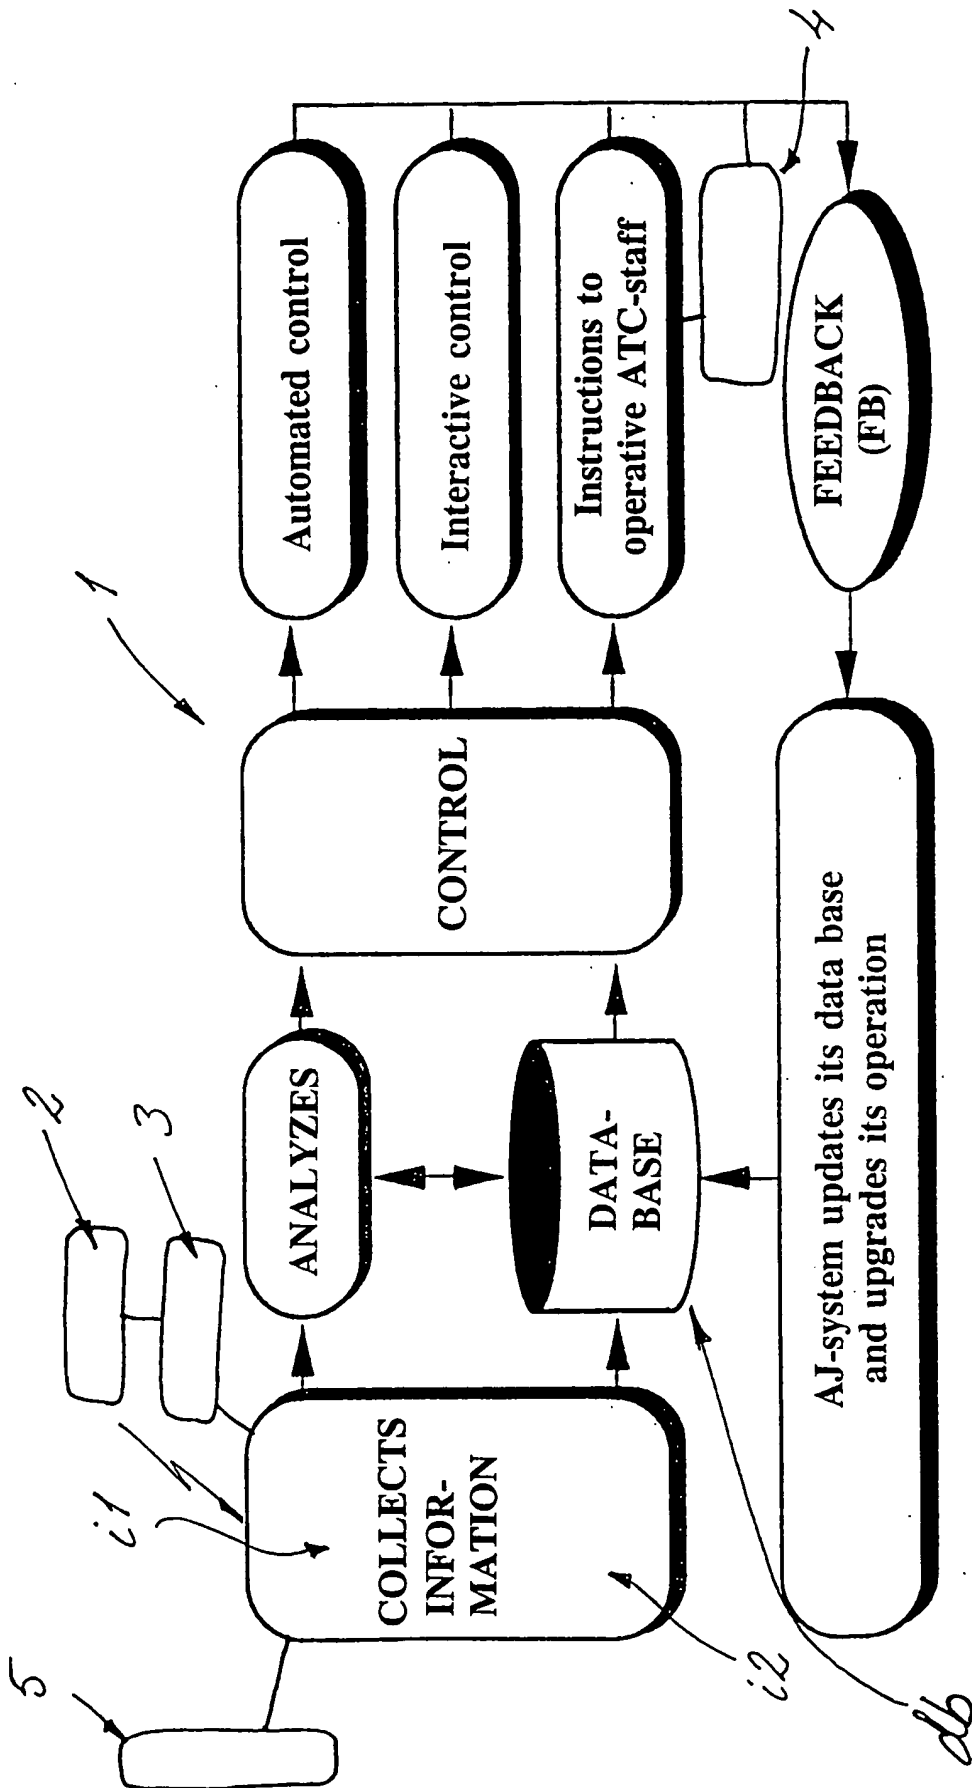 5
i1
2
3
1
4
COLLECTS
INFOR-
MATION
i2
ANALYZES
DATA-
BASE
db
CONTROL
Automated control
Interactive control
Instructions to
operative ATC-staff
FEEDBACK
(FB)
AJ-system updates its data base
and upgrades its operation